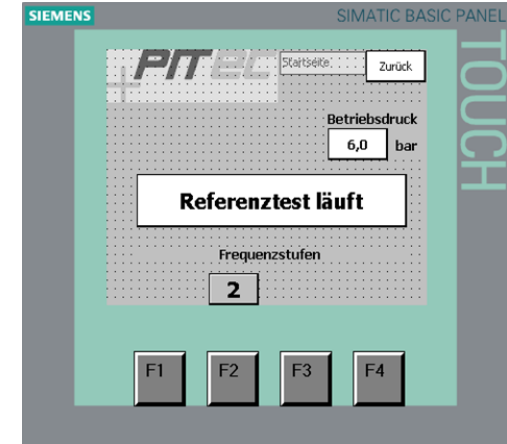 SIEMENS
SIMATIC BASIC PANEL
TOUCH
PITEC
Startseite
Zurück
Betriebsdruck
6,0 bar
Referenztest läuft
Frequenzstufen
2
F1 F2 F3 F4